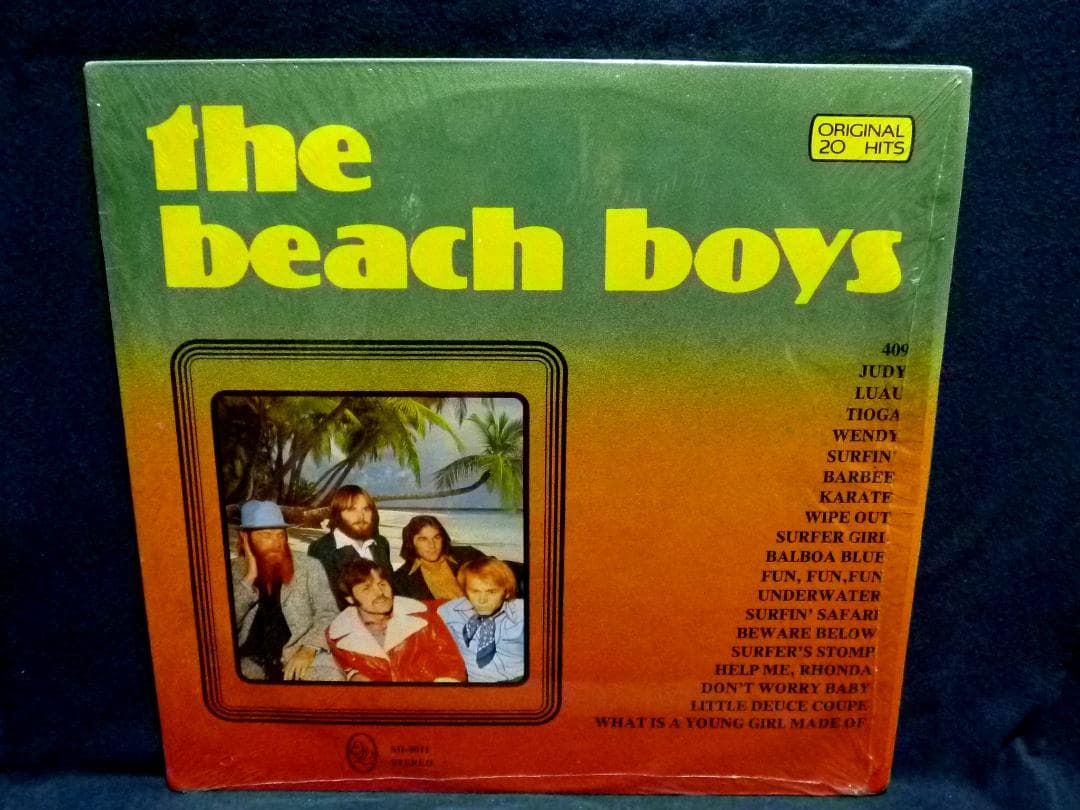 the
beach boys
ORIGINAL
20 HITS
409
JUDY
LUAU
TIOGA
WENDY
SURFIN'
BARBEE
KARATE
WIPE OUT
SURFER GIRL
BALBOA BLUE
FUN, FUN,FUN
UNDERWATER
SURFIN' SAFARI
BEWARE BELOW
SURFER'S STOMP
HELP ME, RHONDA
DON'T WORRY BABY
LITTLE DEUCE COUPE
WHAT IS A YOUNG GIRL MADE OF
STEREO